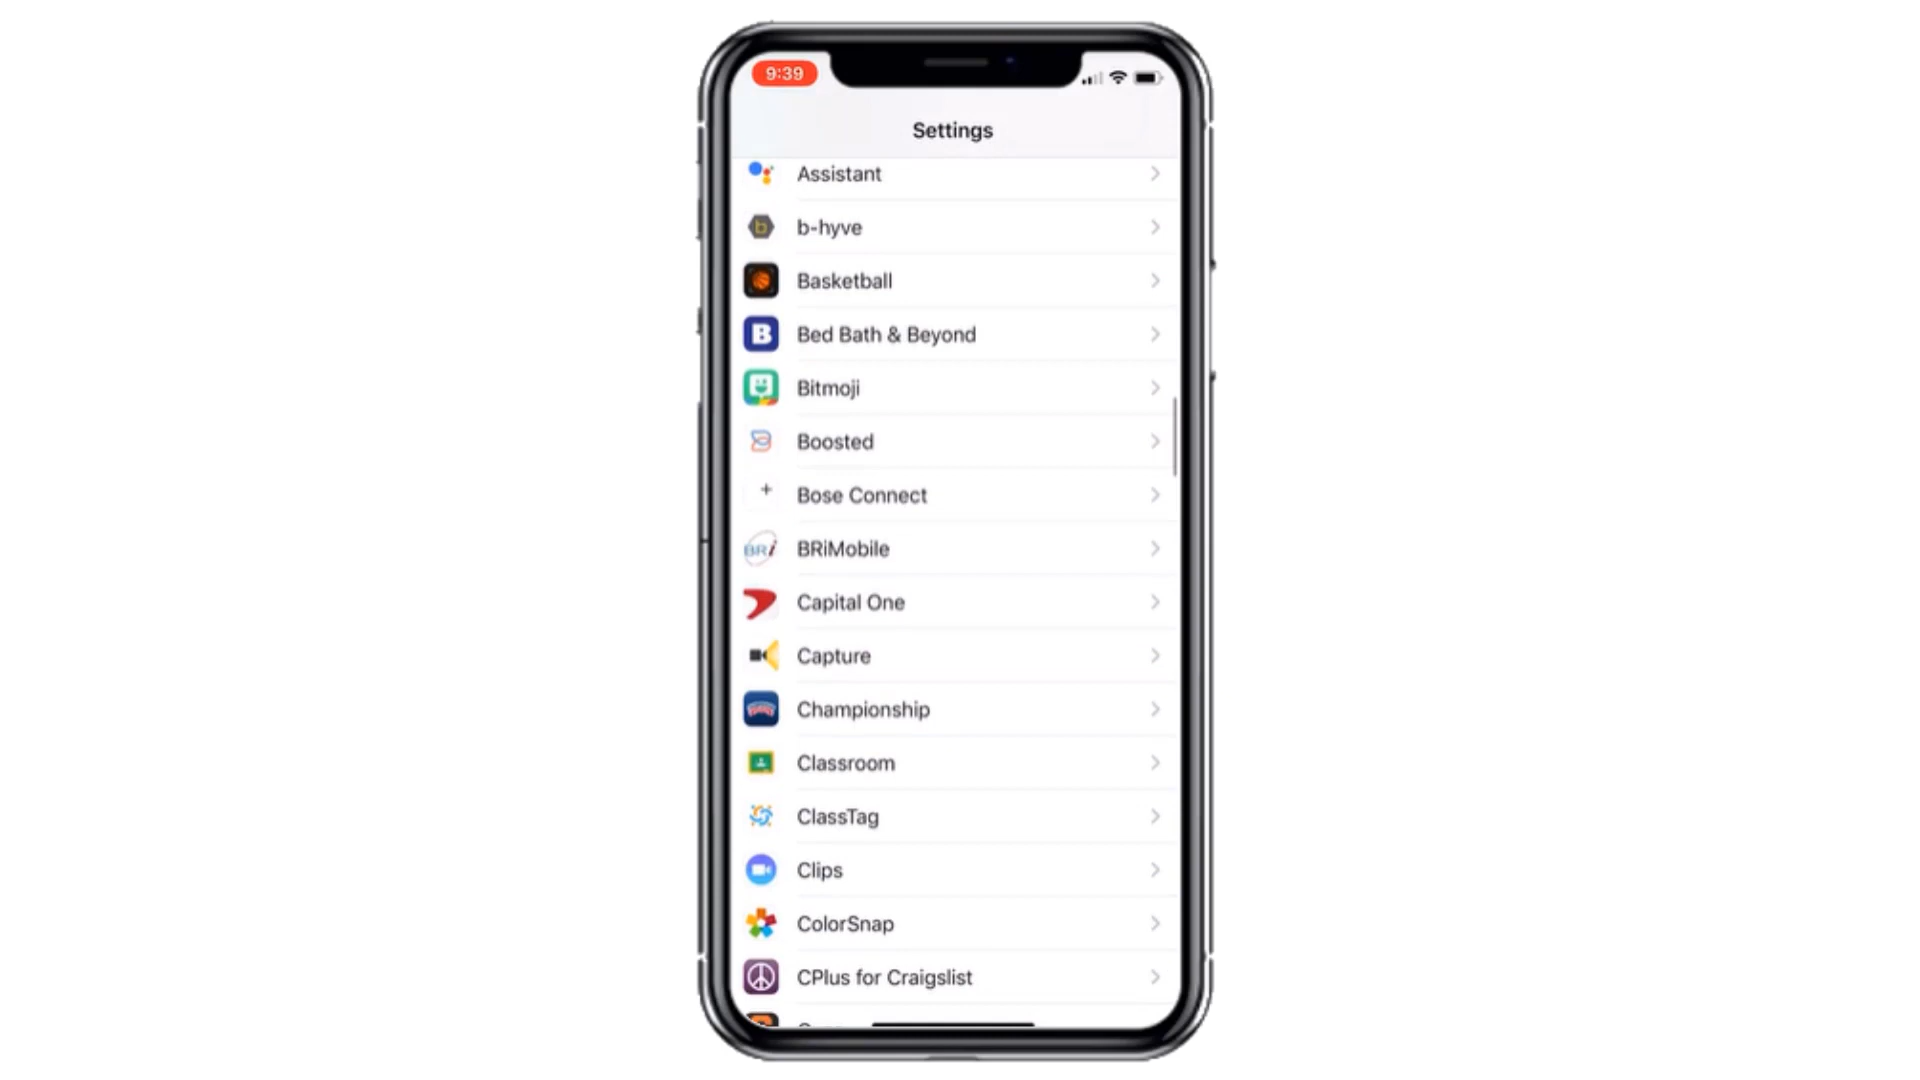 9:39
Settings
Assistant
b-hyve
Basketball
B Bed Bath & Beyond
Bitmoji
Boosted
Bose Connect
BRi BRiMobile
Capital One
Capture
Championship
Classroom
ClassTag
Clips
ColorSnap
CPlus for Craigslist